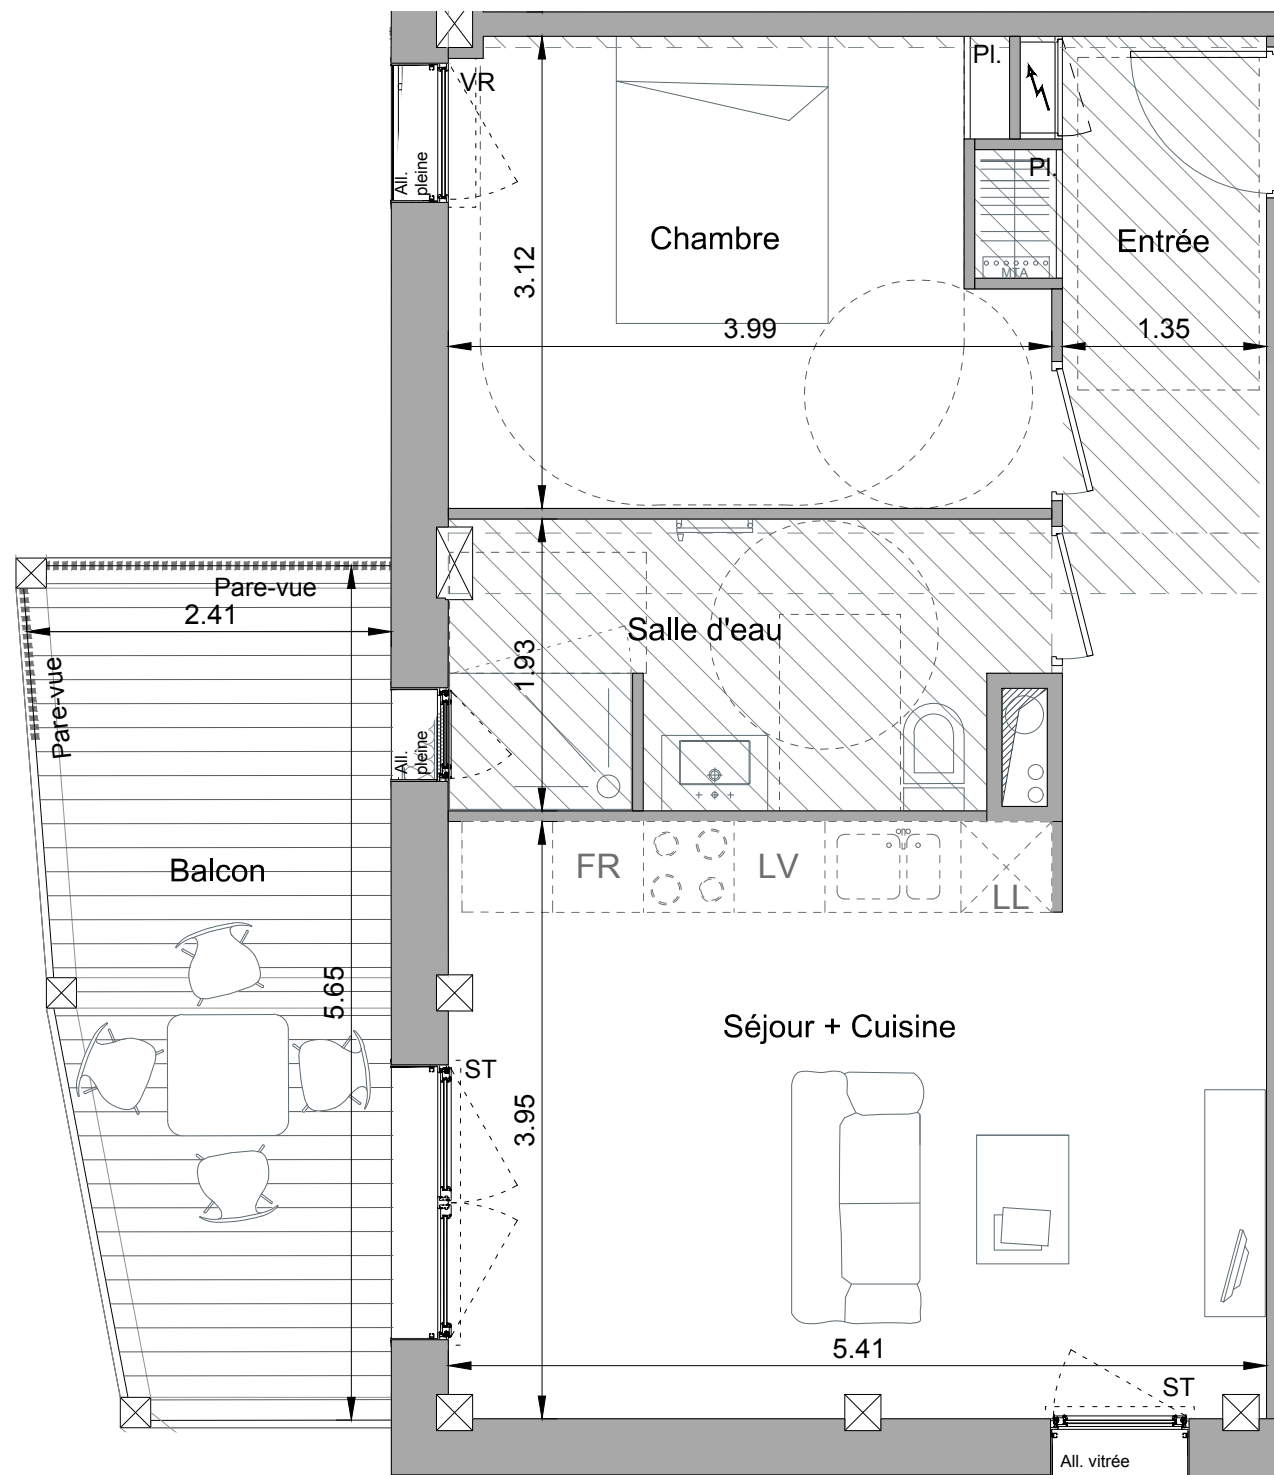 Pl.
VR
All.
pleine
Pl.
Chambre
Entrée
3.12
MTA
3.99
1.35
Pare-vue
2.41
Salle d'eau
1.93
Pare-vue
All.
pleine
Balcon
FR
LV
LL
5.65
Séjour + Cuisine
ST
3.95
5.41
ST
All. vitrée